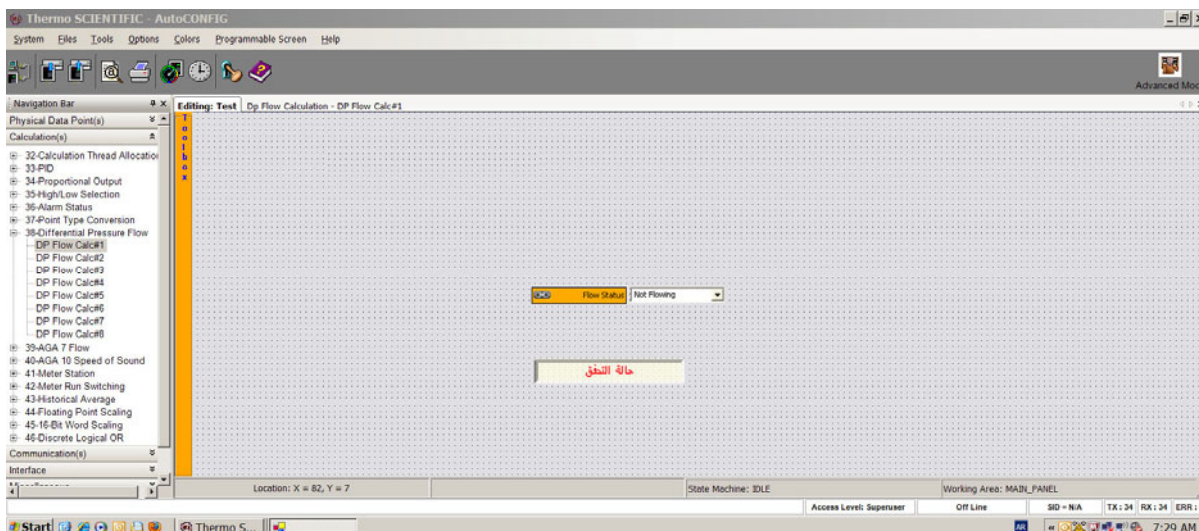 Thermo SCIENTIFIC - AutoCONFIG
System Files Tools Options Colors Programmable Screen Help
Advanced Mod
Navigation Bar
Editing: Test Dp Flow Calculation - DP Flow Calc#1
Physical Data Point(s)
Calculation(s)
Toolbox
32-Calculation Thread Allocation
33-PID
34-Proportional Output
35-High/Low Selection
36-Alarm Status
37-Point Type Conversion
38-Differential Pressure Flow
DP Flow Calc#1
DP Flow Calc#2
DP Flow Calc#3
DP Flow Calc#4
DP Flow Calc#5
DP Flow Calc#6
DP Flow Calc#7
DP Flow Calc#8
Flow Status Not Flowing
حالة التدفق
39-AGA 7 Flow
40-AGA 10 Speed of Sound
41-Meter Station
42-Meter Run Switching
43-Historical Average
44-Floating Point Scaling
45-16-Bit Word Scaling
46-Discrete Logical OR
Communication(s)
Interface
Location: X = 82, Y = 7 State Machine: IDLE Working Area: MAIN_PANEL
Access Level: Superuser Off Line SID = N/A TX: 34 RX: 34 ERR:
Start Thermo S... AR 7:29 AM